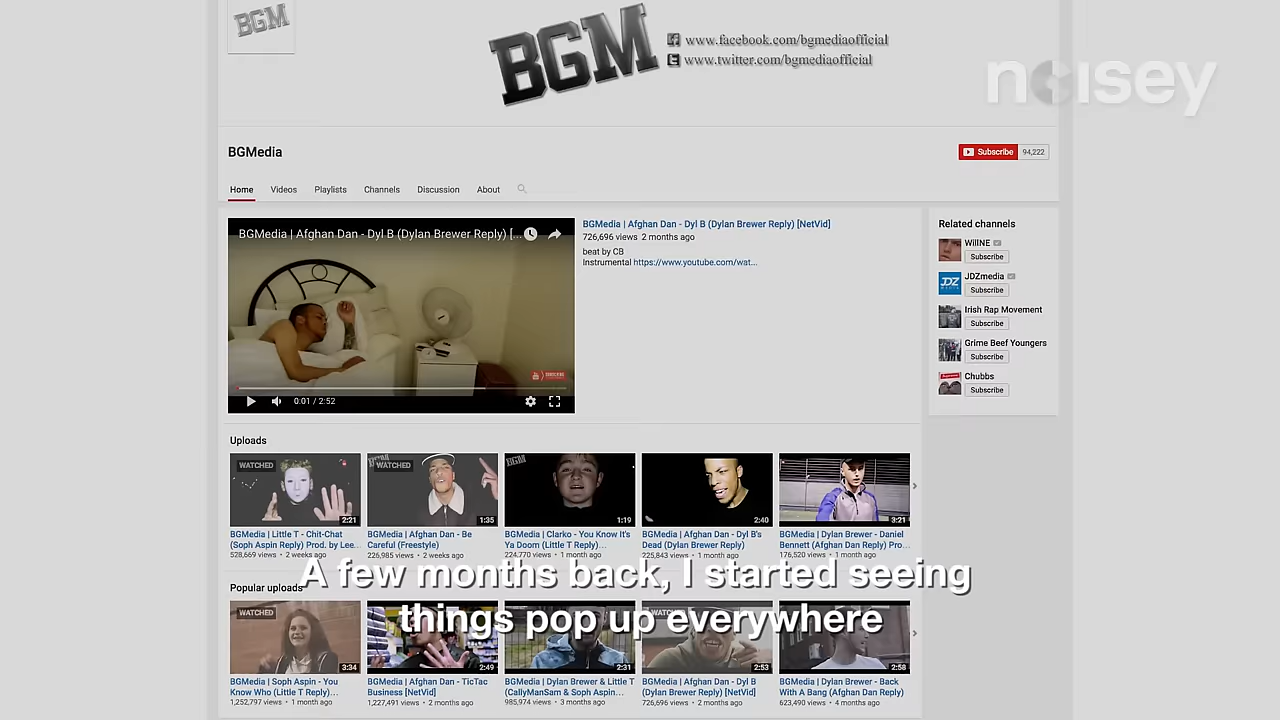 BGM
BGM
www.facebook.com/bgmediaofficial
www.twitter.com/bgmediaofficial
noisey
BGMedia
Subscribe 94,222
Home Videos Playlists Channels Discussion About
BGMedia | Afghan Dan - Dyl B (Dylan Brewer Reply) [...
0:01 / 2:52
BGMedia | Afghan Dan - Dyl B (Dylan Brewer Reply) [NetVid]
726,696 views 2 months ago
beat by CB
Instrumental https://www.youtube.com/wat...
Related channels
WillNE
Subscribe
JDZmedia
Subscribe
Irish Rap Movement
Subscribe
Grime Beef Youngers
Subscribe
Chubbs
Subscribe
Uploads
WATCHED
2:21
BGMedia | Little T - Chit-Chat
(Soph Aspin Reply) Prod. by Lee...
528,669 views • 2 weeks ago
WATCHED
1:35
BGMedia | Afghan Dan - Be
Careful (Freestyle)
226,985 views • 2 weeks ago
BGM
1:19
BGMedia | Clarko - You Know It's
Ya Doom (Little T Reply)...
224,770 views • 1 month ago
2:40
BGMedia | Afghan Dan - Dyl B's
Dead (Dylan Brewer Reply)
225,843 views • 1 month ago
3:21
BGMedia | Dylan Brewer - Daniel
Bennett (Afghan Dan Reply) Pro...
176,520 views • 1 month ago
A few months back, I started seeing
things pop up everywhere
Popular uploads
WATCHED
3:34
BGMedia | Soph Aspin - You
Know Who (Little T Reply)...
1,252,797 views • 1 month ago
2:49
BGMedia | Afghan Dan - TicTac
Business [NetVid]
1,227,491 views • 2 months ago
2:31
BGMedia | Dylan Brewer & Little T
(CallyManSam & Soph Aspin...
985,974 views • 3 months ago
WATCHED
2:53
BGMedia | Afghan Dan - Dyl B
(Dylan Brewer Reply) [NetVid]
726,696 views • 2 months ago
2:58
BGMedia | Dylan Brewer - Back
With A Bang (Afghan Dan Reply)
623,490 views • 4 months ago